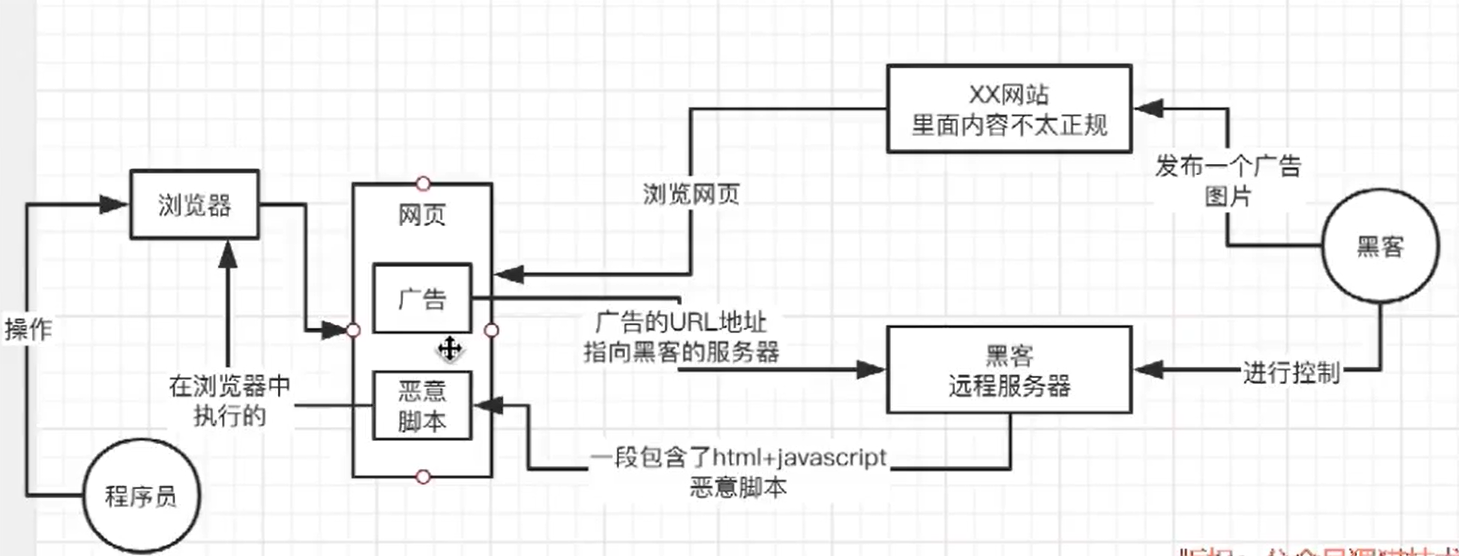 XX网站
里面内容不太正规
发布一个广告
图片
浏览网页
浏览器
网页
黑客
广告
操作
广告的URL地址
指向黑客的服务器
黑客
远程服务器
进行控制
在浏览器中
执行的
恶意
脚本
一段包含了html+javascript
恶意脚本
程序员